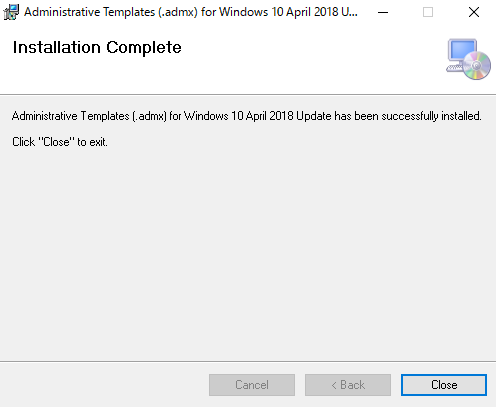 Administrative Templates (.admx) for Windows 10 April 2018 U...
Installation Complete
Administrative Templates (.admx) for Windows 10 April 2018 Update has been successfully installed.
Click "Close" to exit.
Cancel
< Back
Close